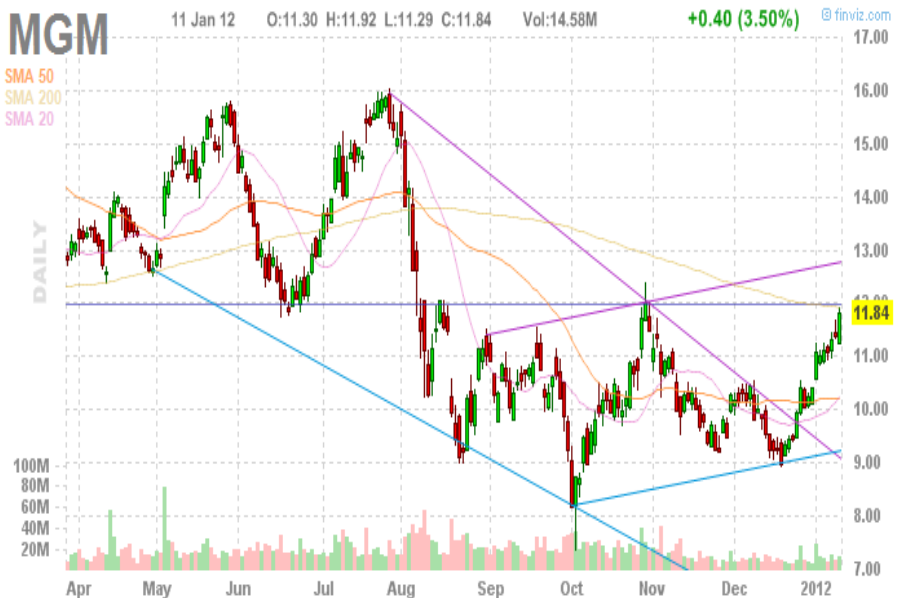 MGM 11 Jan 12 O:11.30 H:11.92 L:11.29 C:11.84 Vol:14.58M +0.40 (3.50%) © finviz.com
17.00
SMA 50
SMA 200
SMA 20
16.00
15.00
14.00
13.00
DAILY
12.00
11.84
11.00
10.00
9.00
100M
80M
60M
8.00
40M
20M
7.00
Apr May Jun Jul Aug Sep Oct Nov Dec 2012